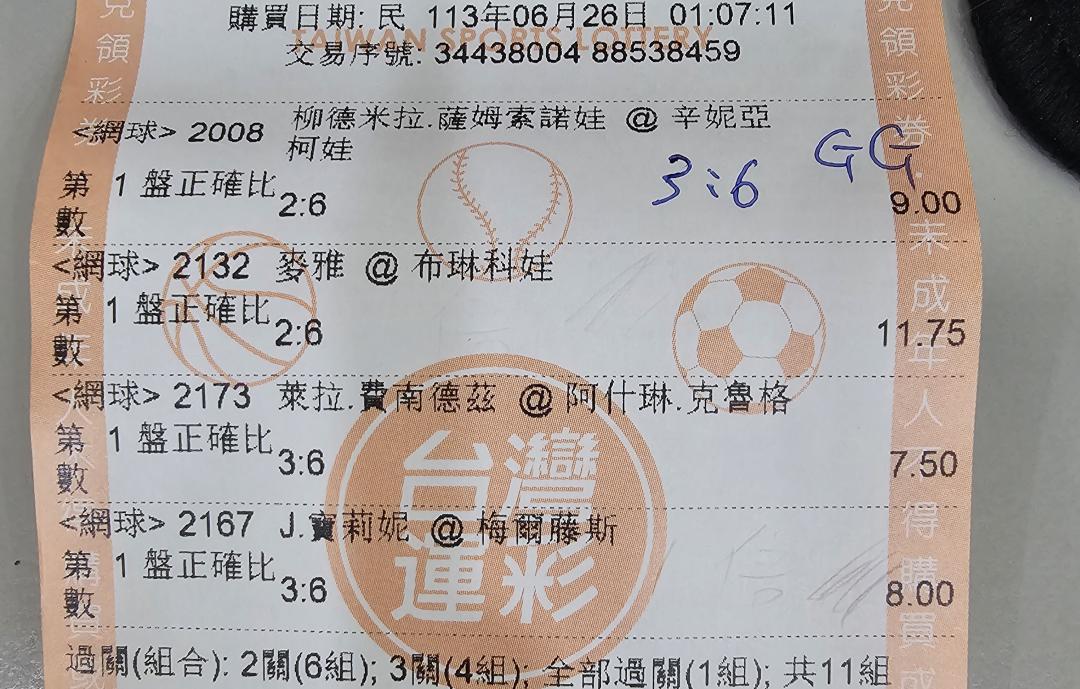 購買日期: 民 113年06月26日 01:07:11
TAIWAN SPORTS LOTTERY
交易序號: 34438004 88538459
<網球> 2008 柳德米拉.薩姆索諾娃 @ 辛妮亞
柯娃
3:6 GG
第 1 盤正確比
數 2:6 9.00
<網球> 2132 麥雅 @ 布琳科娃
第 1 盤正確比
數 2:6 11.75
<網球> 2173 萊拉.費南德茲 @ 阿什琳.克魯格
第 1 盤正確比
數 3:6 7.50
<網球> 2167 J.寶莉妮 @ 梅爾藤斯
第 1 盤正確比
數 3:6 8.00
台灣
運彩
過關(組合): 2關(6組); 3關(4組); 全部過關(1組); 共11組